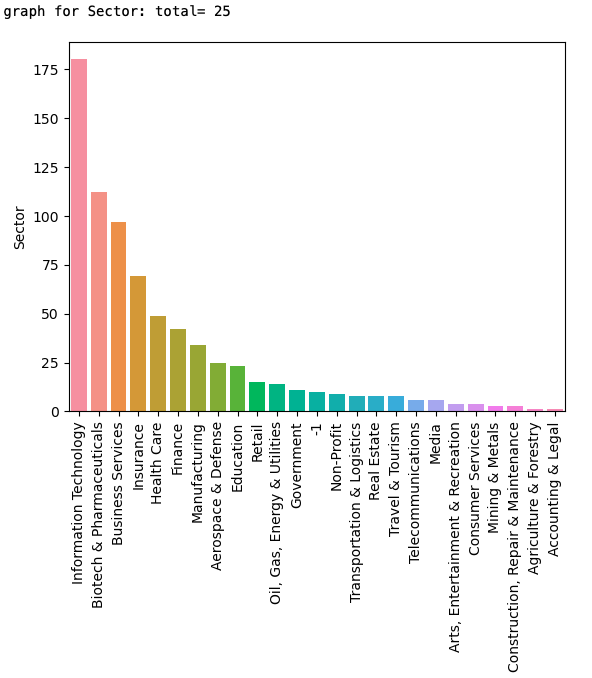 graph for Sector: total= 25
175
150
125
100
75
50
25
0
Sector
Information Technology
Biotech & Pharmaceuticals
Business Services
Insurance
Health Care
Finance
Manufacturing
Aerospace & Defense
Education
Retail
Oil, Gas, Energy & Utilities
Government
-1
Non-Profit
Transportation & Logistics
Real Estate
Travel & Tourism
Telecommunications
Media
Arts, Entertainment & Recreation
Consumer Services
Mining & Metals
Construction, Repair & Maintenance
Agriculture & Forestry
Accounting & Legal